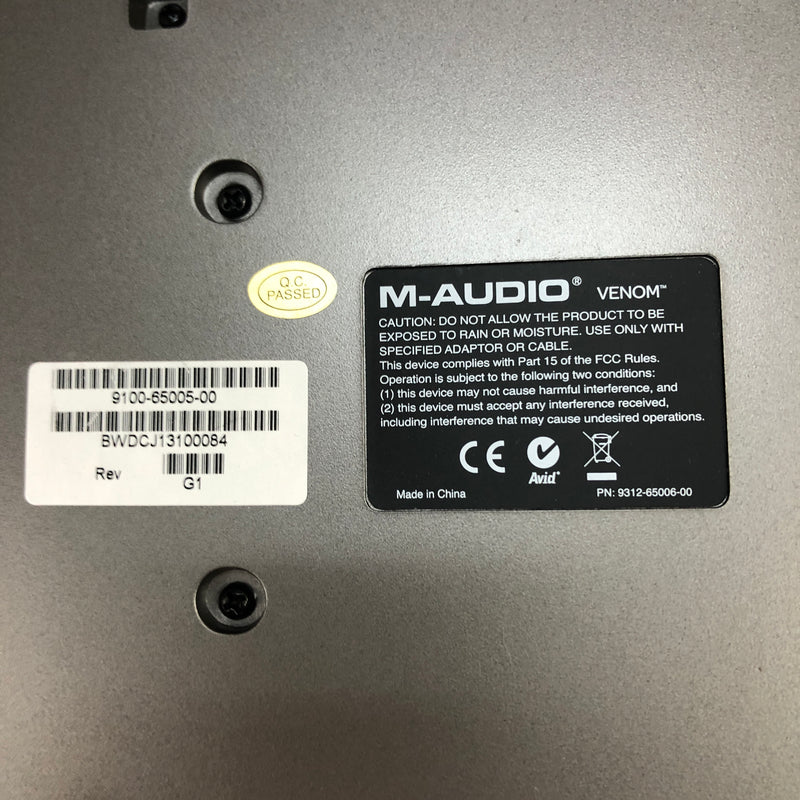 Q.C.
PASSED
9100-65005-00
BWDCJ13100084
Rev
G1
M-AUDIO® VENOM™
CAUTION: DO NOT ALLOW THE PRODUCT TO BE
EXPOSED TO RAIN OR MOISTURE. USE ONLY WITH
SPECIFIED ADAPTOR OR CABLE.
This device complies with Part 15 of the FCC Rules.
Operation is subject to the following two conditions:
(1) this device may not cause harmful interference, and
(2) this device must accept any interference received,
including interference that may cause undesired operations.
CE
Avid®
Made in China
PN: 9312-65006-00